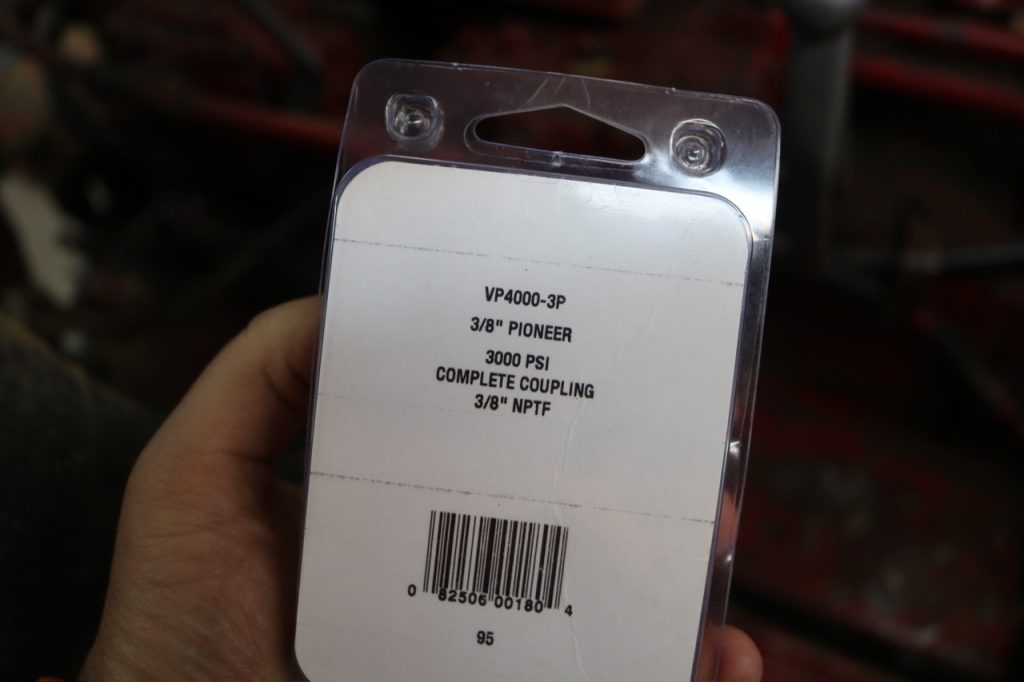 VP4000-3P
3/8" PIONEER
3000 PSI
COMPLETE COUPLING
3/8" NPTF
0 82506 00180 4
95